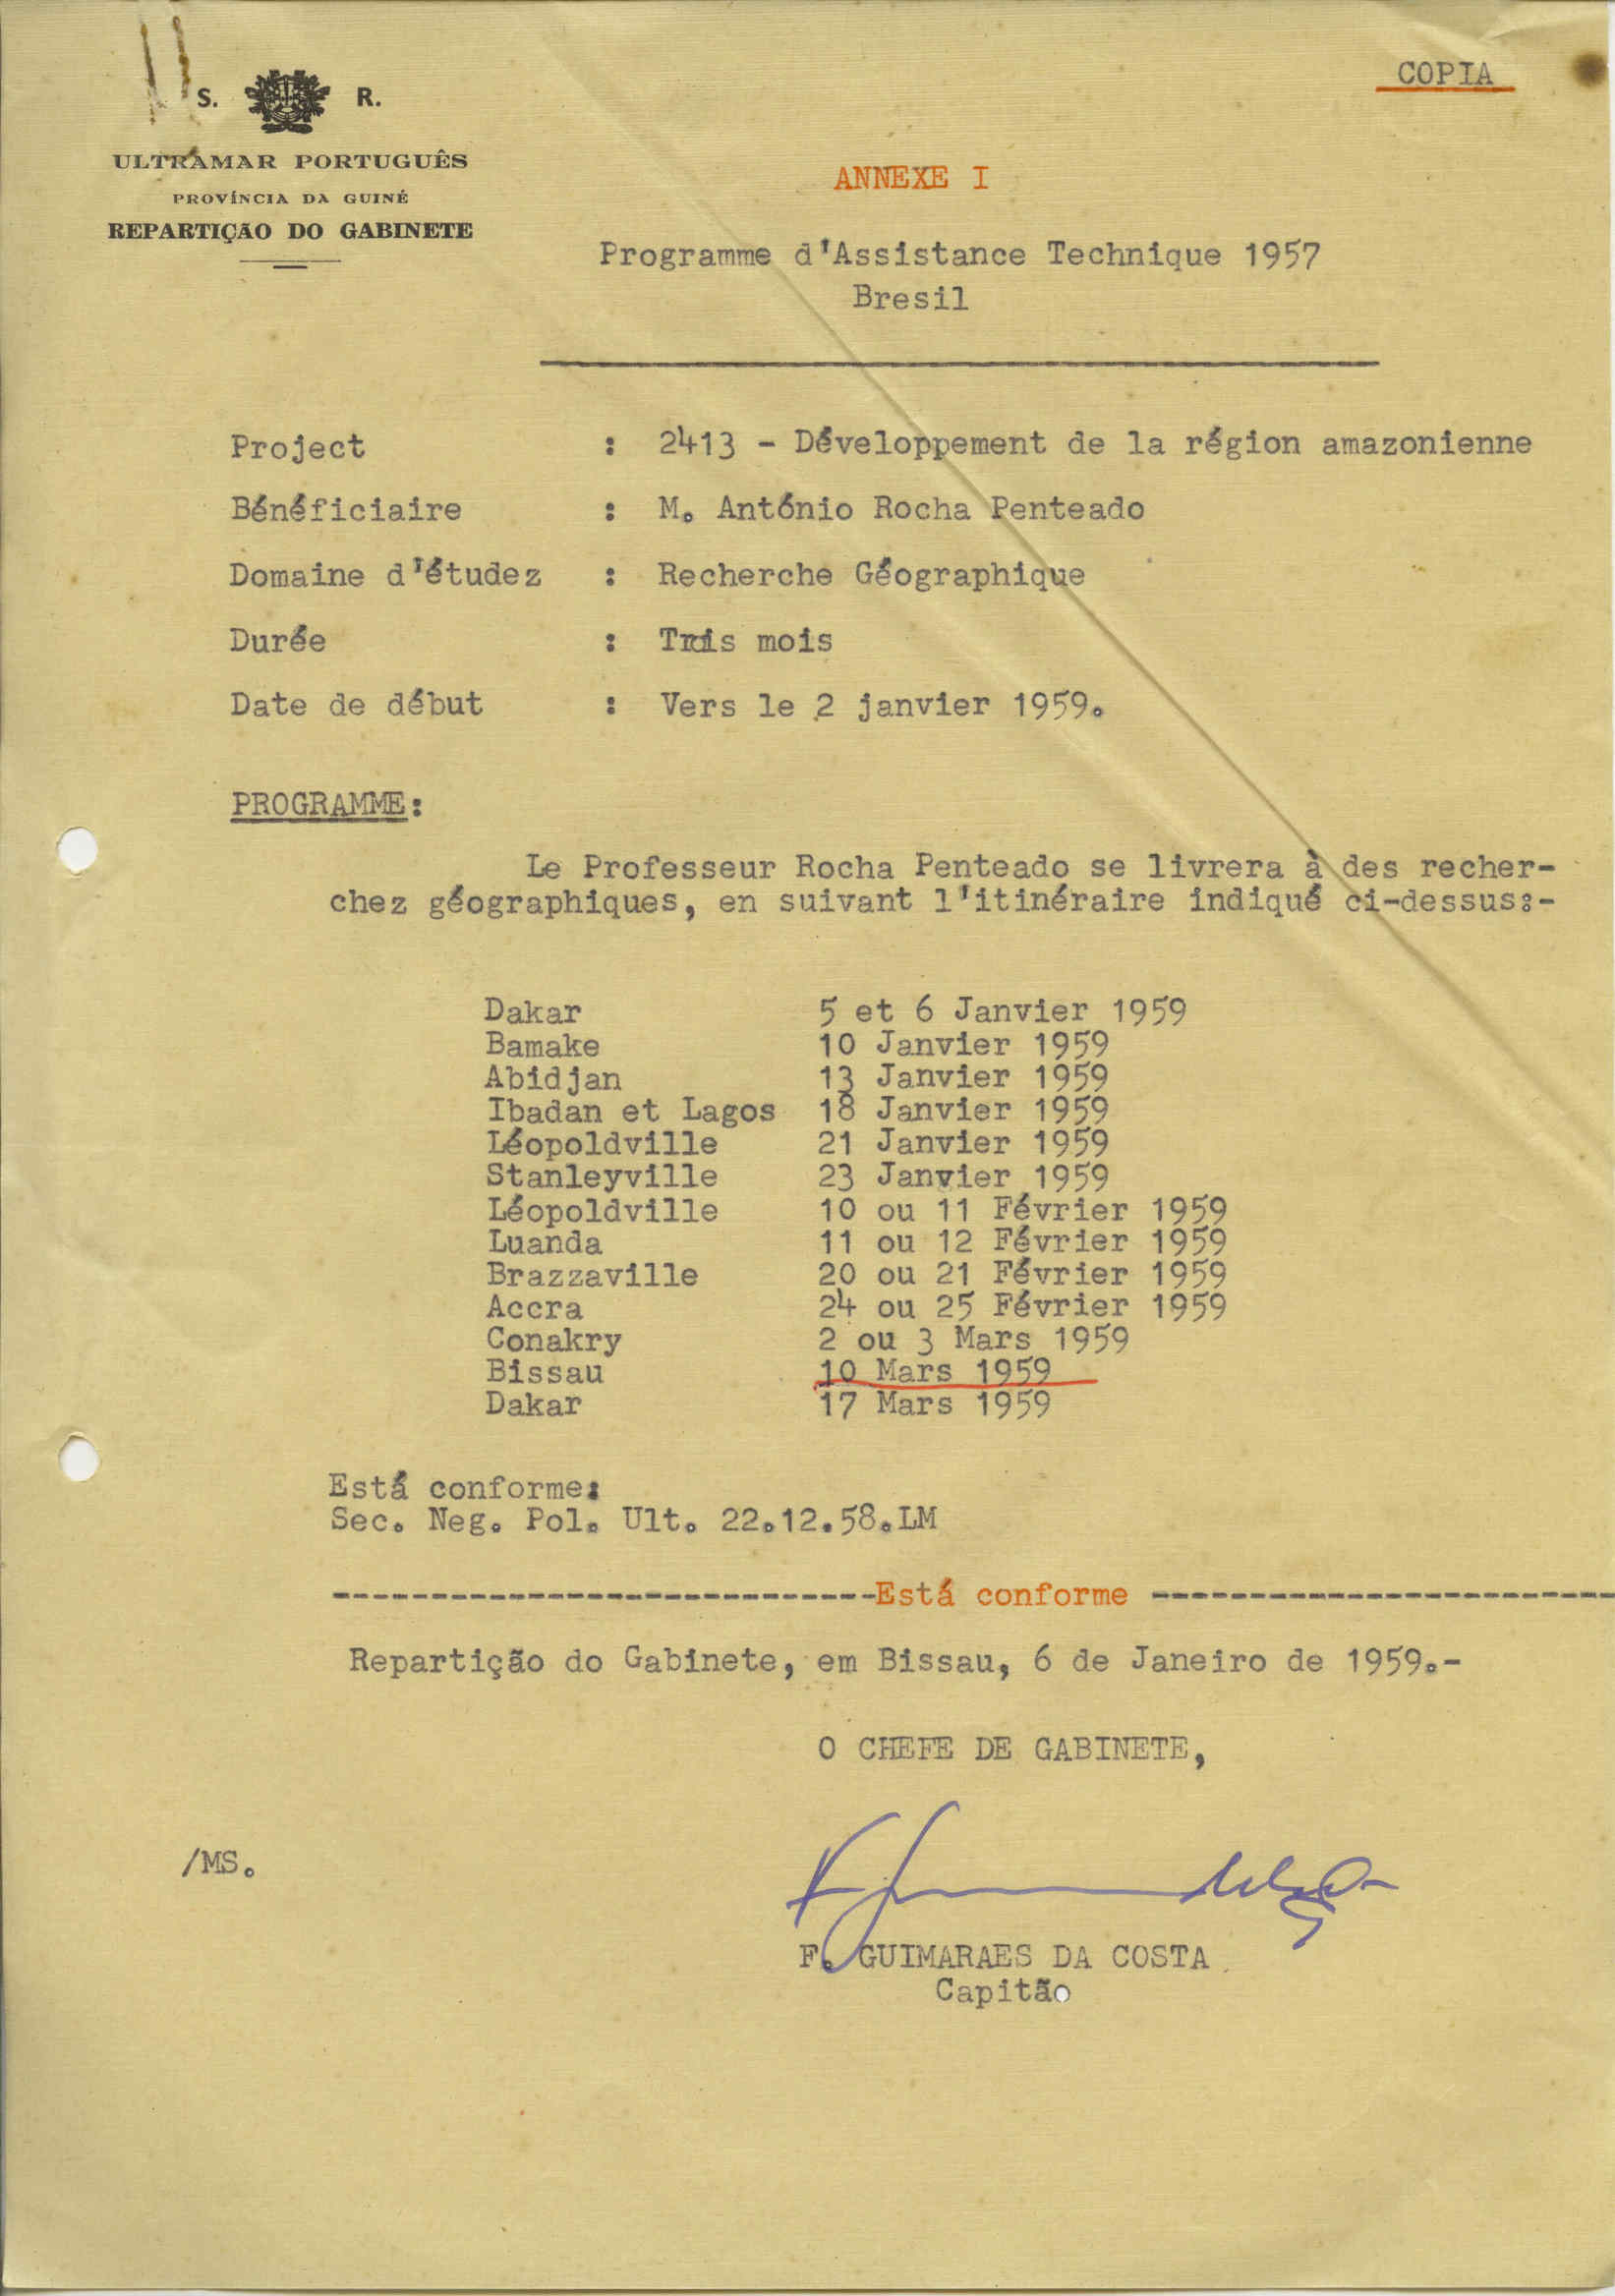 COPIA
S. R.
ULTRAMAR PORTUGUÊS
PROVÍNCIA DA GUINÉ
REPARTIÇÃO DO GABINETE
ANNEXE I
Programme d'Assistance Technique 1957
Bresil
Project : 2413 - Développement de la région amazonienne
Bénéficiaire : M. António Rocha Penteado
Domaine d'étudez : Recherche Géographique
Durée : Trois mois
Date de début : Vers le 2 janvier 1959.
PROGRAMME:
Le Professeur Rocha Penteado se livrera à des recher-
chez géographiques, en suivant l'itinéraire indiqué ci-dessus:-
Dakar 5 et 6 Janvier 1959
Bamake 10 Janvier 1959
Abidjan 13 Janvier 1959
Ibadan et Lagos 18 Janvier 1959
Léopoldville 21 Janvier 1959
Stanleyville 23 Janvier 1959
Léopoldville 10 ou 11 Février 1959
Luanda 11 ou 12 Février 1959
Brazzaville 20 ou 21 Février 1959
Accra 24 ou 25 Février 1959
Conakry 2 ou 3 Mars 1959
Bissau 10 Mars 1959
Dakar 17 Mars 1959
Está conforme:
Sec. Neg. Pol. Ult. 22.12.58.LM
----------------------------Está conforme ------------------------
Repartição do Gabinete, em Bissau, 6 de Janeiro de 1959.-
O CHEFE DE GABINETE,
/MS.
F. GUIMARAES DA COSTA
Capitão